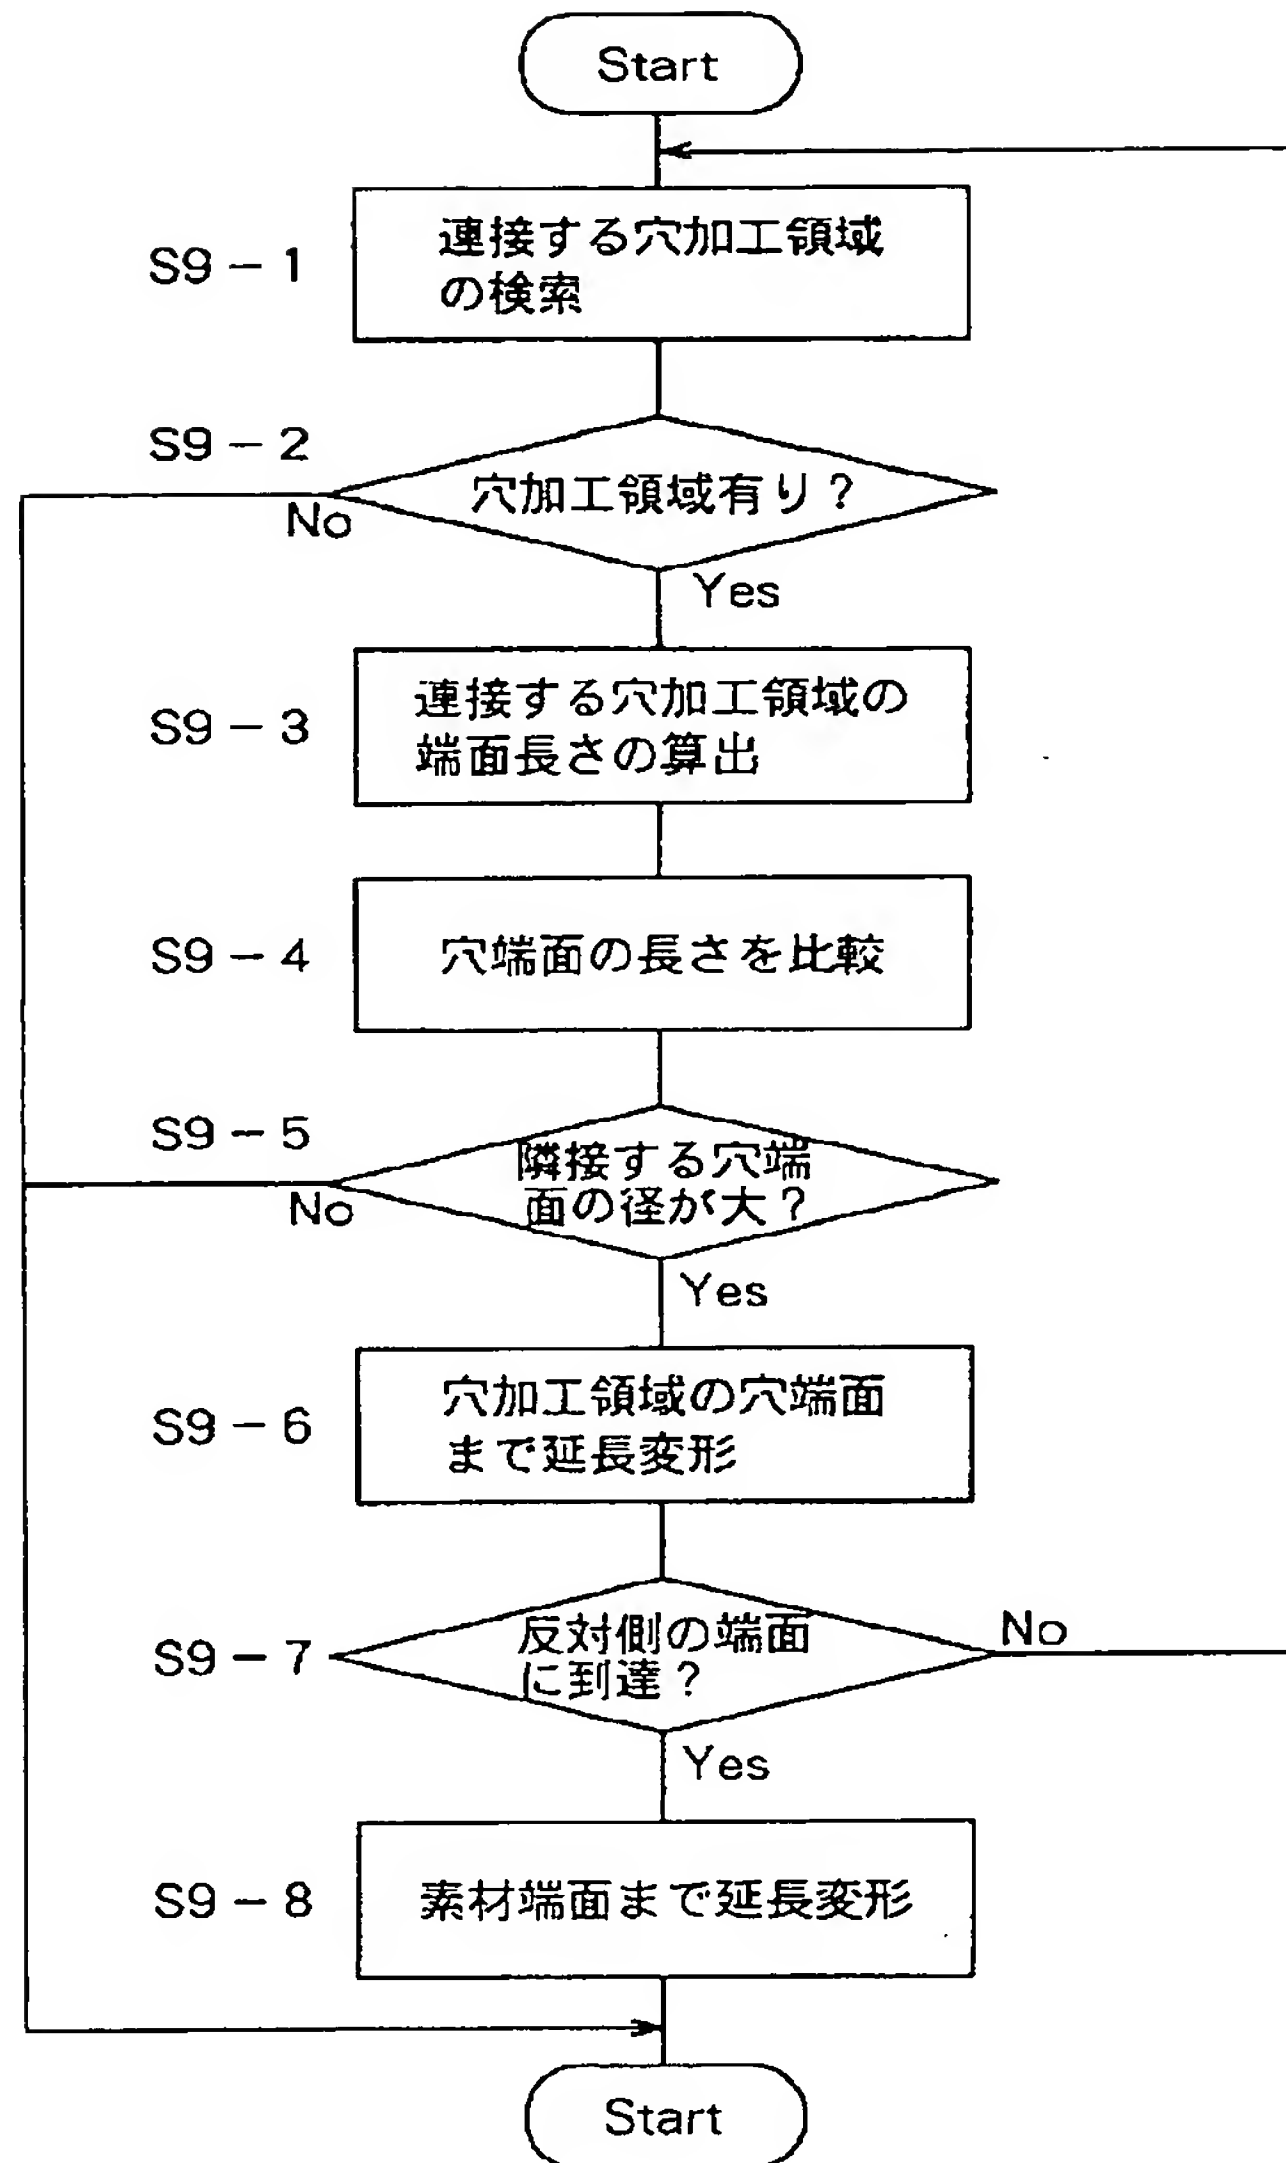 Start
S9－1
連接する穴加工領域
の検索
S9－2
穴加工領域有り？
No
Yes
S9－3
連接する穴加工領域の
端面長さの算出
S9－4
穴端面の長さを比較
S9－5
隣接する穴端
面の径が大？
No
Yes
S9－6
穴加工領域の穴端面
まで延長変形
S9－7
反対側の端面
に到達？
No
Yes
S9－8
素材端面まで延長変形
Start